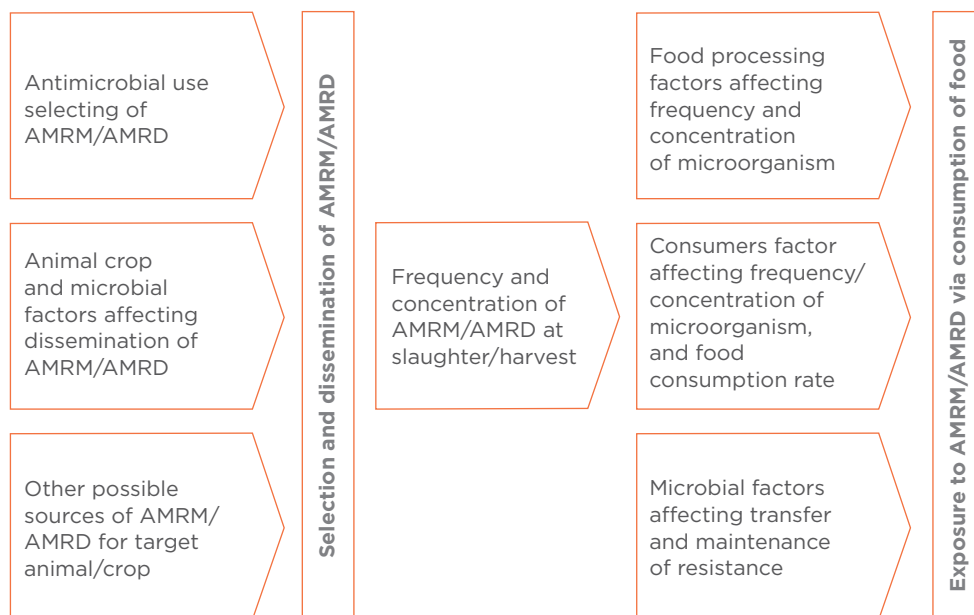 Antimicrobial use
selecting of
AMRM/AMRD
Animal crop
and microbial
factors affecting
dissemination of
AMRM/AMRD
Other possible
sources of AMRM/
AMRD for target
animal/crop
Selection and dissemination of AMRM/AMRD
Frequency and
concentration of
AMRM/AMRD at
slaughter/harvest
Food processing
factors affecting
frequency and
concentration
of microorganism
Consumers factor
affecting frequency/
concentration of
microorganism,
and food
consumption rate
Microbial factors
affecting transfer
and maintenance
of resistance
Exposure to AMRM/AMRD via consumption of food